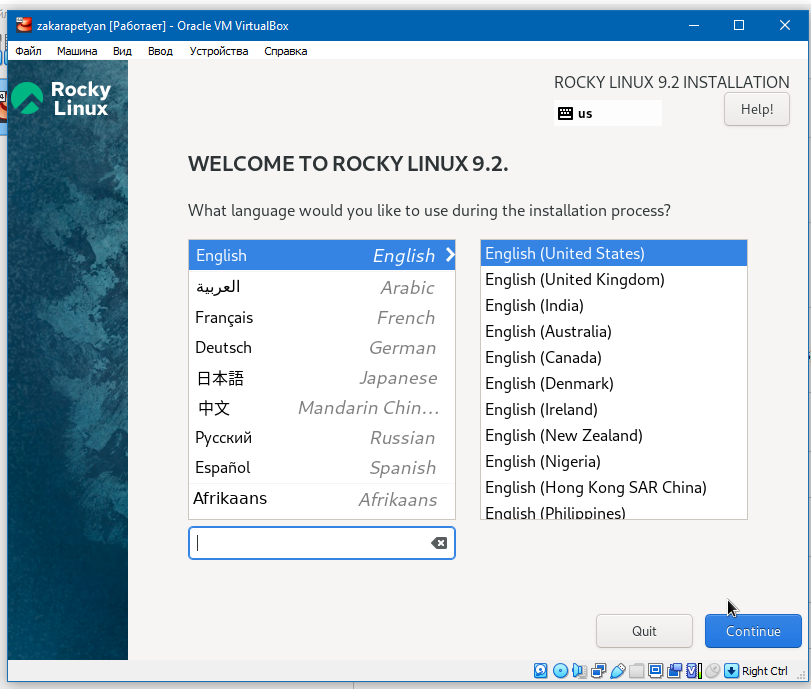 zakarapetyan [Работает] - Oracle VM VirtualBox
Файл Машина Вид Ввод Устройства Справка
Rocky
Linux
ROCKY LINUX 9.2 INSTALLATION
us
Help!
WELCOME TO ROCKY LINUX 9.2.
What language would you like to use during the installation process?
English English
العربية Arabic
Français French
Deutsch German
日本語 Japanese
中文 Mandarin Chin...
Русский Russian
Español Spanish
Afrikaans Afrikaans
English (United States)
English (United Kingdom)
English (India)
English (Australia)
English (Canada)
English (Denmark)
English (Ireland)
English (New Zealand)
English (Nigeria)
English (Hong Kong SAR China)
English (Philippines)
Quit
Continue
Right Ctrl